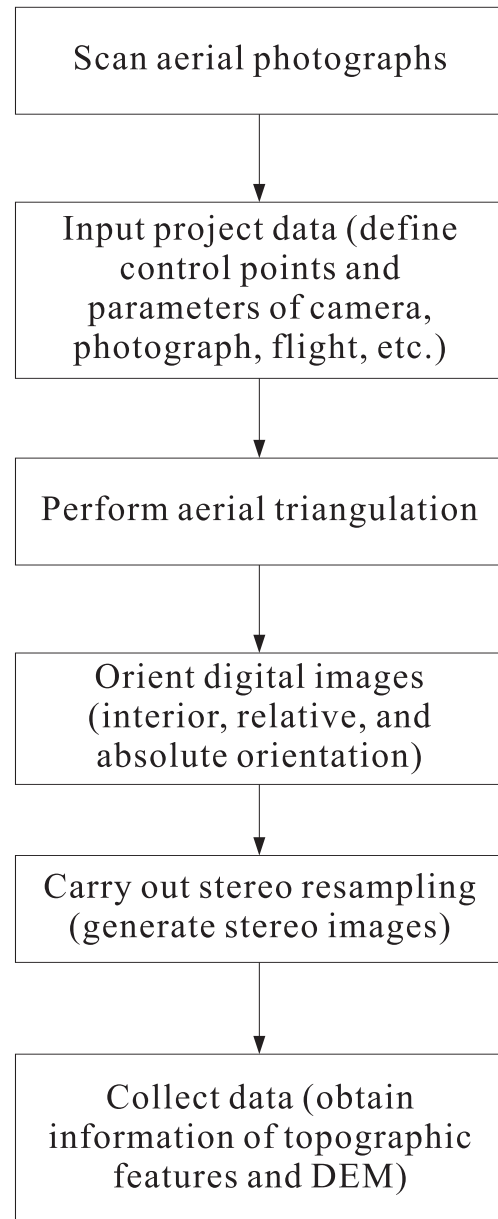 Scan aerial photographs
Input project data (define
control points and
parameters of camera,
photograph, flight, etc.)
Perform aerial triangulation
Orient digital images
(interior, relative, and
absolute orientation)
Carry out stereo resampling
(generate stereo images)
Collect data (obtain
information of topographic
features and DEM)